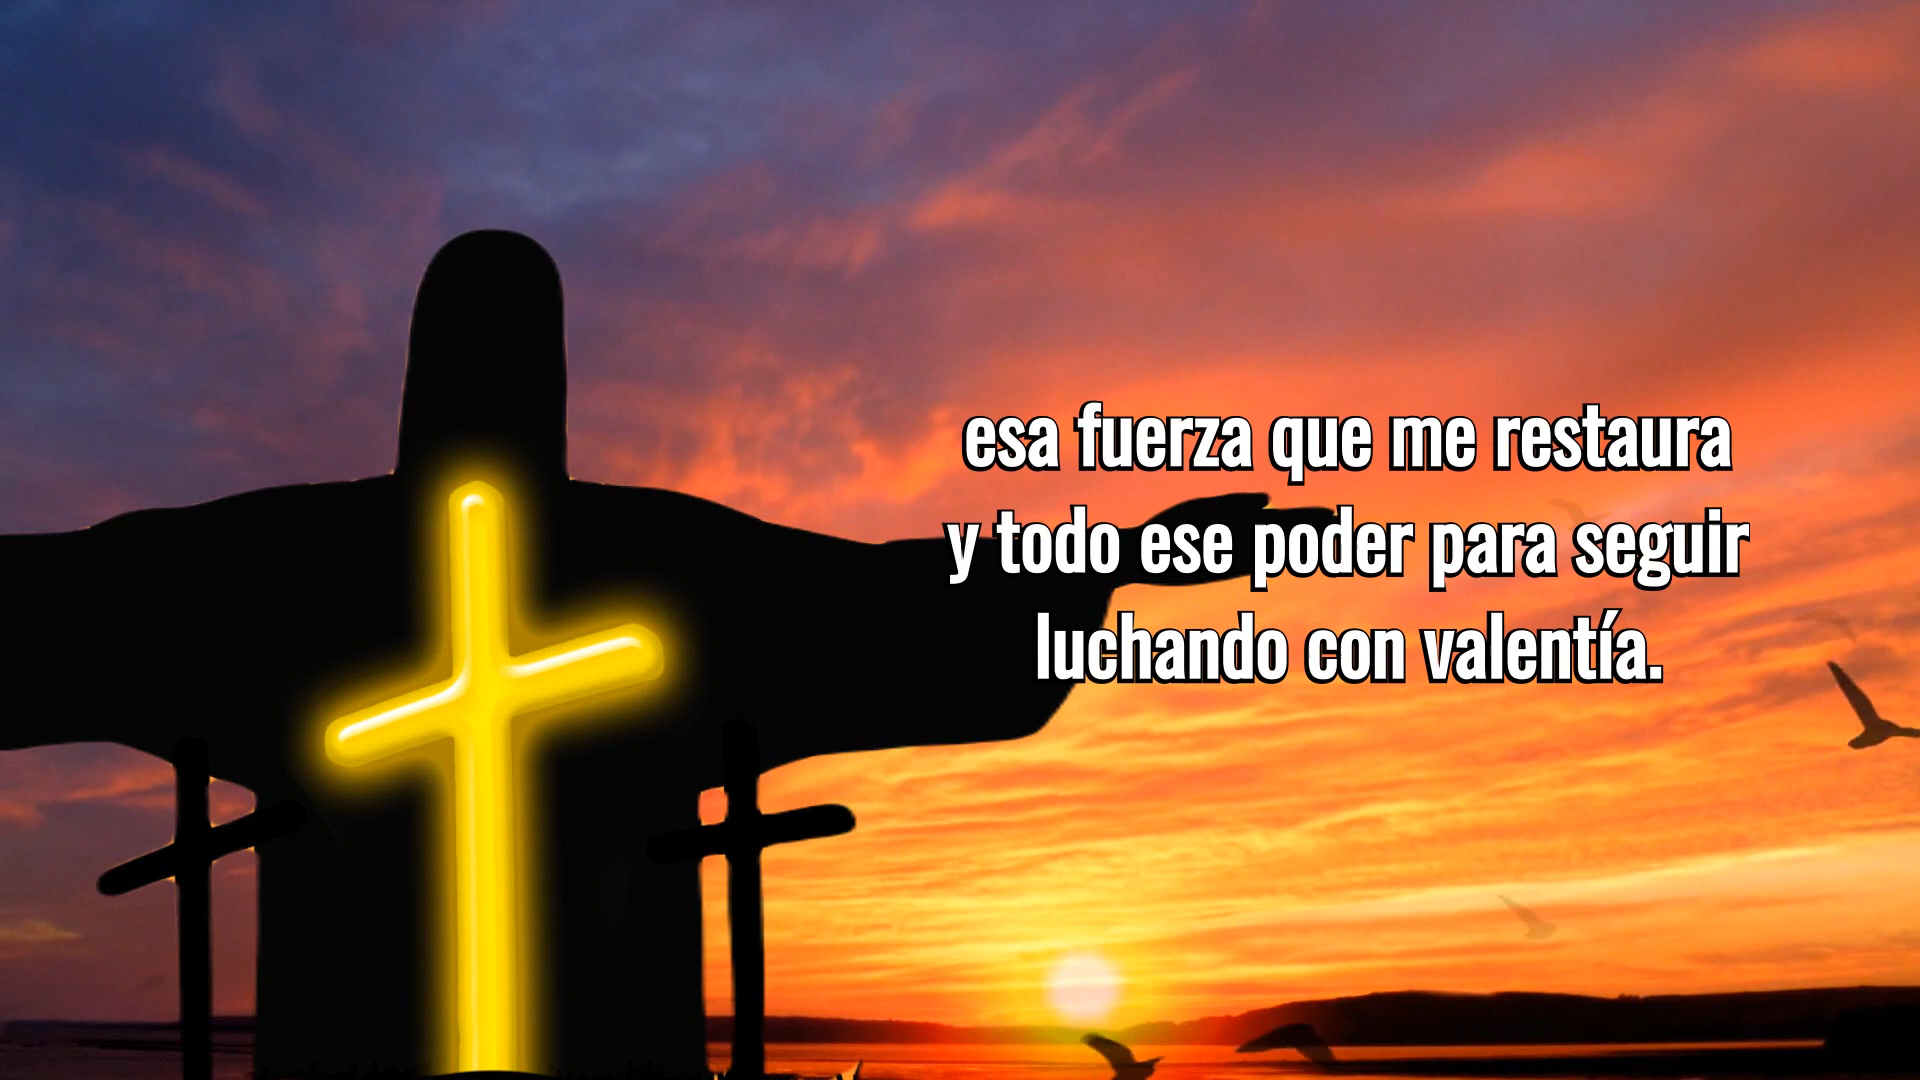 esa fuerza que me restaura
y todo ese poder para seguir
luchando con valentía.